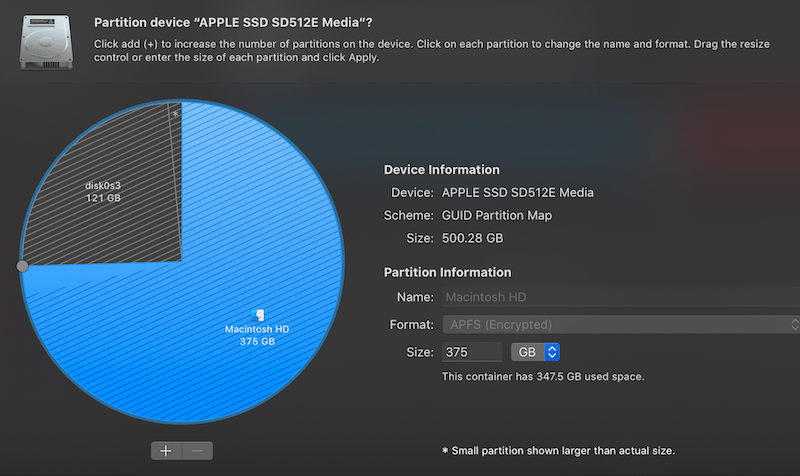 Partition device “APPLE SSD SD512E Media”?
Click add (+) to increase the number of partitions on the device. Click on each partition to change the name and format. Drag the resize
control or enter the size of each partition and click Apply.
*
disk0s3
121 GB
Macintosh HD
375 GB
Device Information
Device: APPLE SSD SD512E Media
Scheme: GUID Partition Map
Size: 500.28 GB
Partition Information
Name: Macintosh HD
Format: APFS (Encrypted)
Size: 375 GB
This container has 347.5 GB used space.
+ −
* Small partition shown larger than actual size.